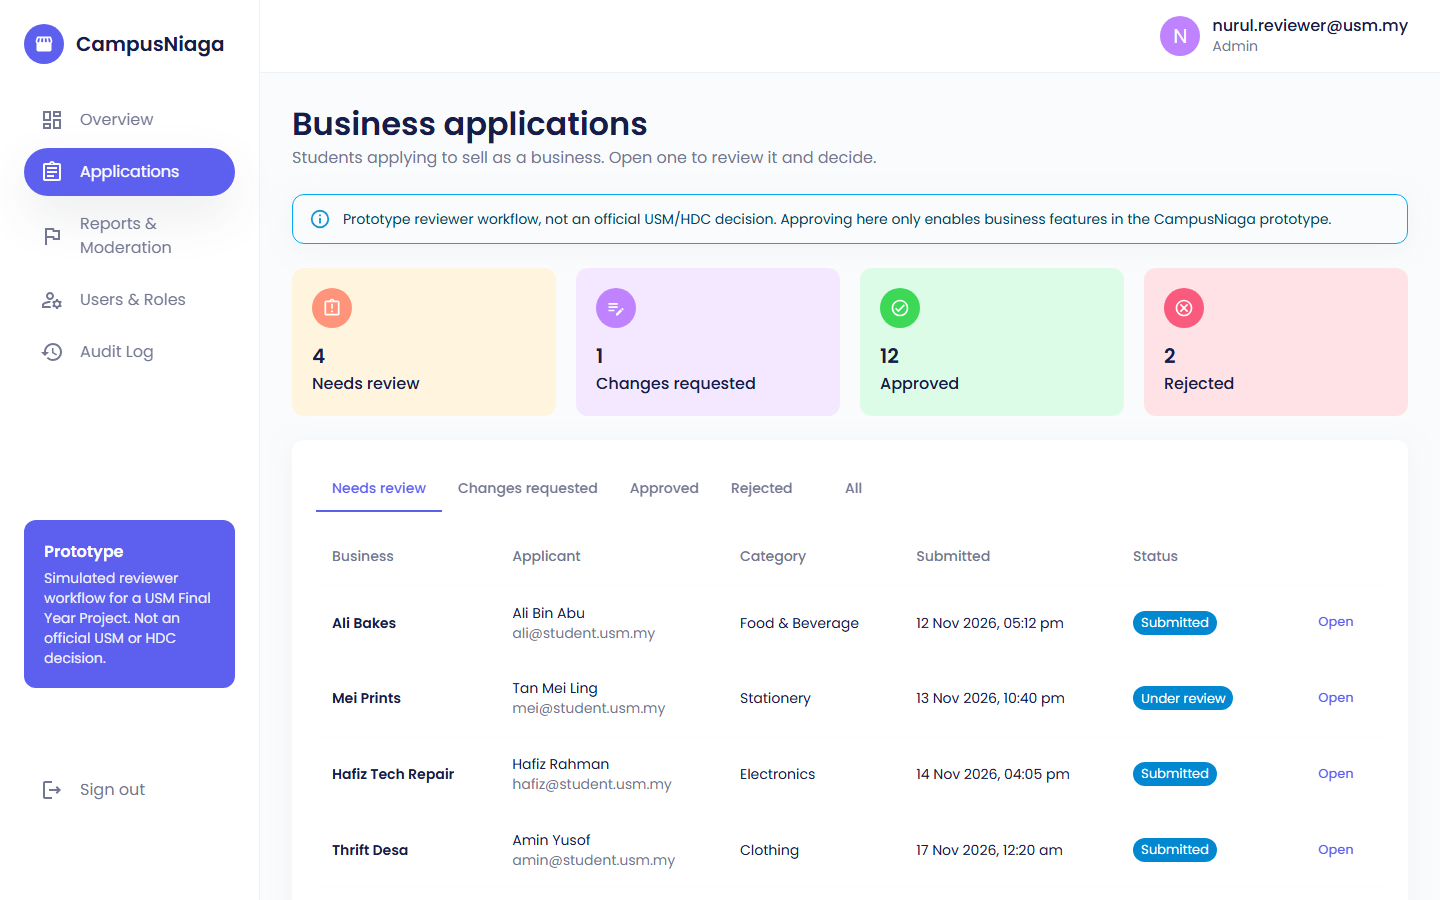 CampusNiaga
nurul.reviewer@usm.my
N
Admin
Overview
Applications
Reports &
Moderation
Users & Roles
Audit Log
Prototype
Simulated reviewer
workflow for a USM Final
Year Project. Not an
official USM or HDC
decision.
Sign out
Business applications
Students applying to sell as a business. Open one to review it and decide.
Prototype reviewer workflow, not an official USM/HDC decision. Approving here only enables business features in the CampusNiaga prototype.
4
Needs review
1
Changes requested
12
Approved
2
Rejected
Needs review Changes requested Approved Rejected All
Business Applicant Category Submitted Status
Ali Bakes Ali Bin Abu Food & Beverage 12 Nov 2026, 05:12 pm Submitted Open
ali@student.usm.my
Mei Prints Tan Mei Ling Stationery 13 Nov 2026, 10:40 pm Under review Open
mei@student.usm.my
Hafiz Tech Repair Hafiz Rahman Electronics 14 Nov 2026, 04:05 pm Submitted Open
hafiz@student.usm.my
Thrift Desa Amin Yusof Clothing 17 Nov 2026, 12:20 am Submitted Open
amin@student.usm.my